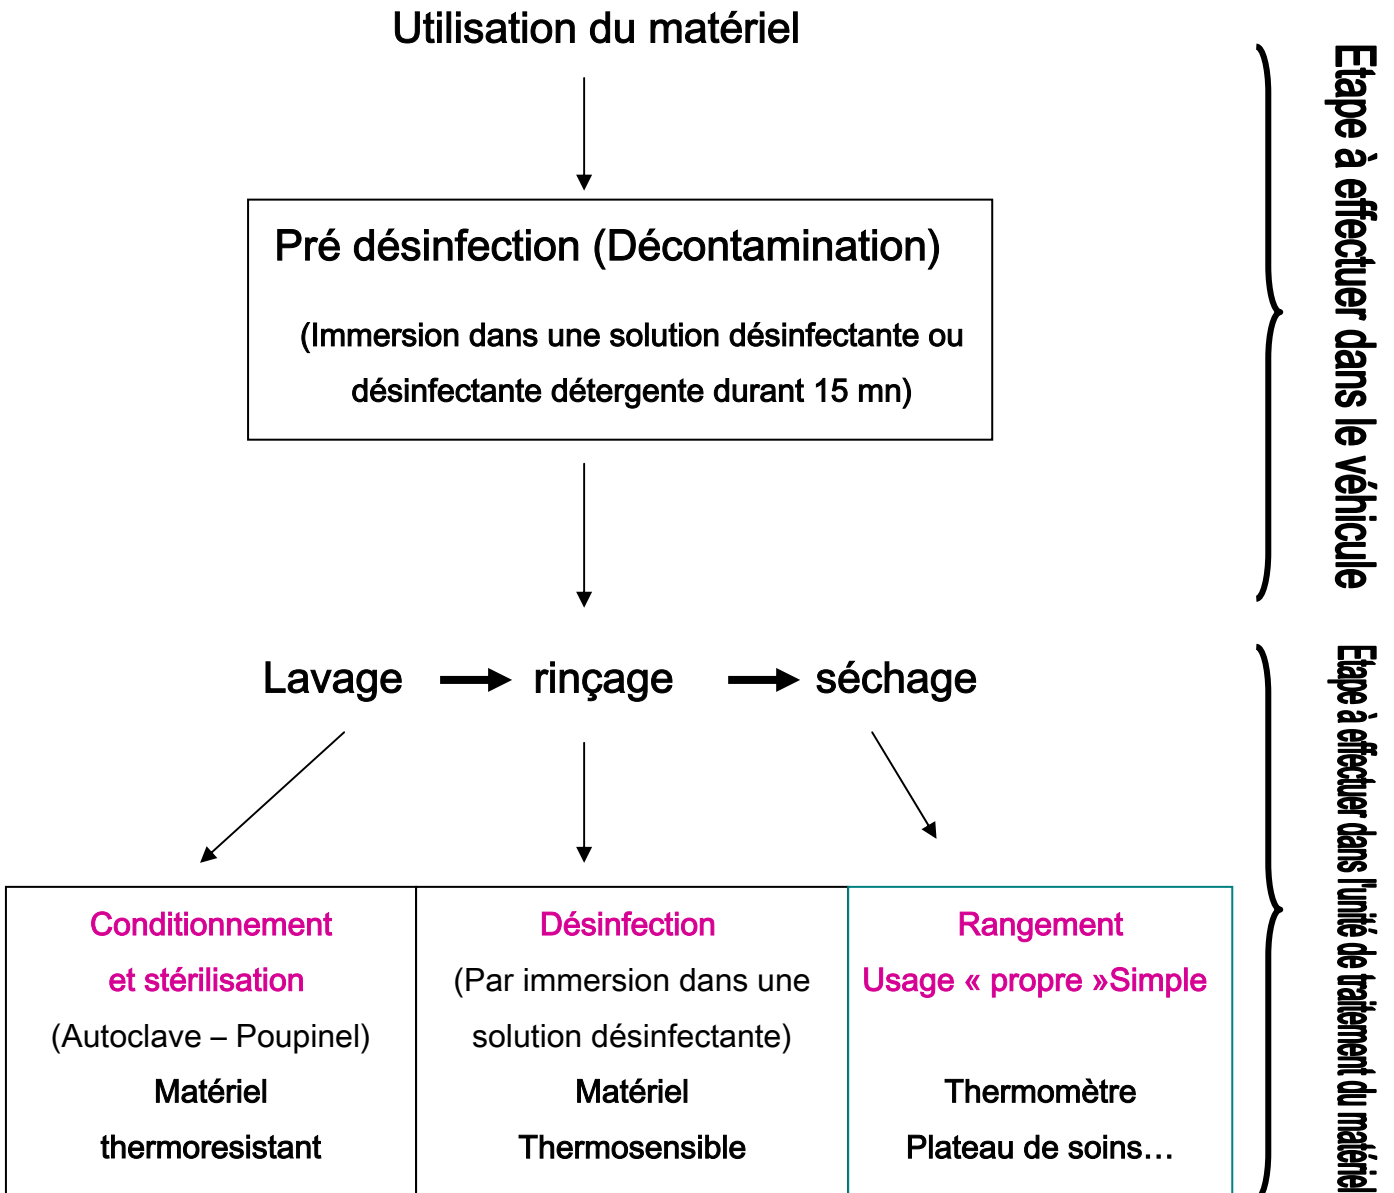 Utilisation du matériel
Pré désinfection (Décontamination)
(Immersion dans une solution désinfectante ou
désinfectante détergente durant 15 mn)
Etape à effectuer dans le véhicule
Lavage rinçage séchage
Conditionnement
et stérilisation
(Autoclave – Poupinel)
Matériel
thermoresistant
Désinfection
(Par immersion dans une
solution désinfectante)
Matériel
Thermosensible
Rangement
Usage « propre »Simple
Thermomètre
Plateau de soins…
Etape à effectuer dans l'unité de traitement du matériel